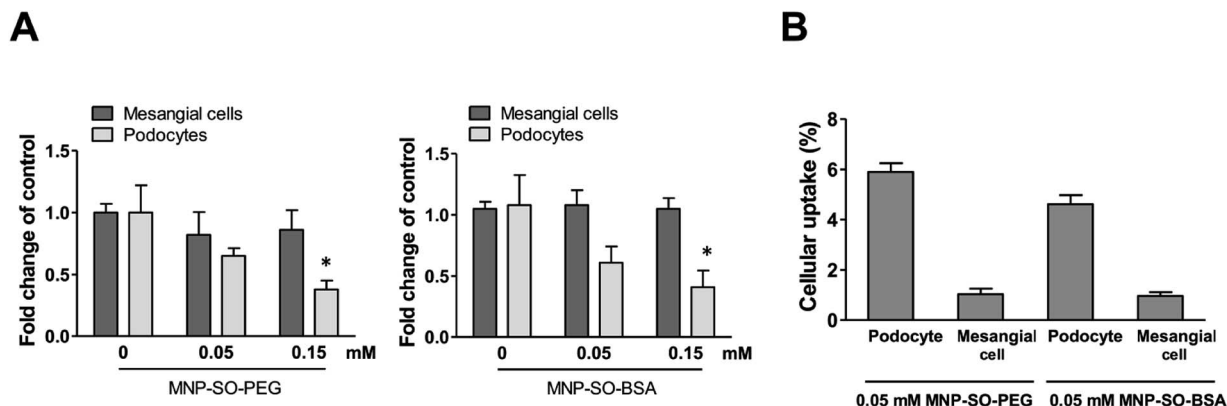 A
Mesangial cells
Podocytes
Fold change of control
1.5
1.0
0.5
0.0
*
0 0.05 0.15 mM
MNP-SO-PEG
Mesangial cells
Podocytes
Fold change of control
1.5
1.0
0.5
0.0
*
0 0.05 0.15 mM
MNP-SO-BSA
B
Cellular uptake (%)
8
6
4
2
0
Podocyte Mesangial Podocyte Mesangial
cell cell
0.05 mM MNP-SO-PEG 0.05 mM MNP-SO-BSA